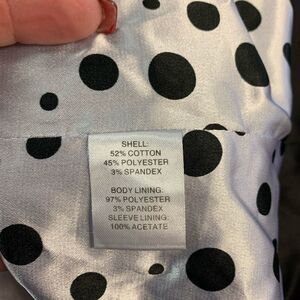 SHELL:
52% COTTON
45% POLYESTER
3% SPANDEX
BODY LINING:
97% POLYESTER
3% SPANDEX
SLEEVE LINING:
100% ACETATE